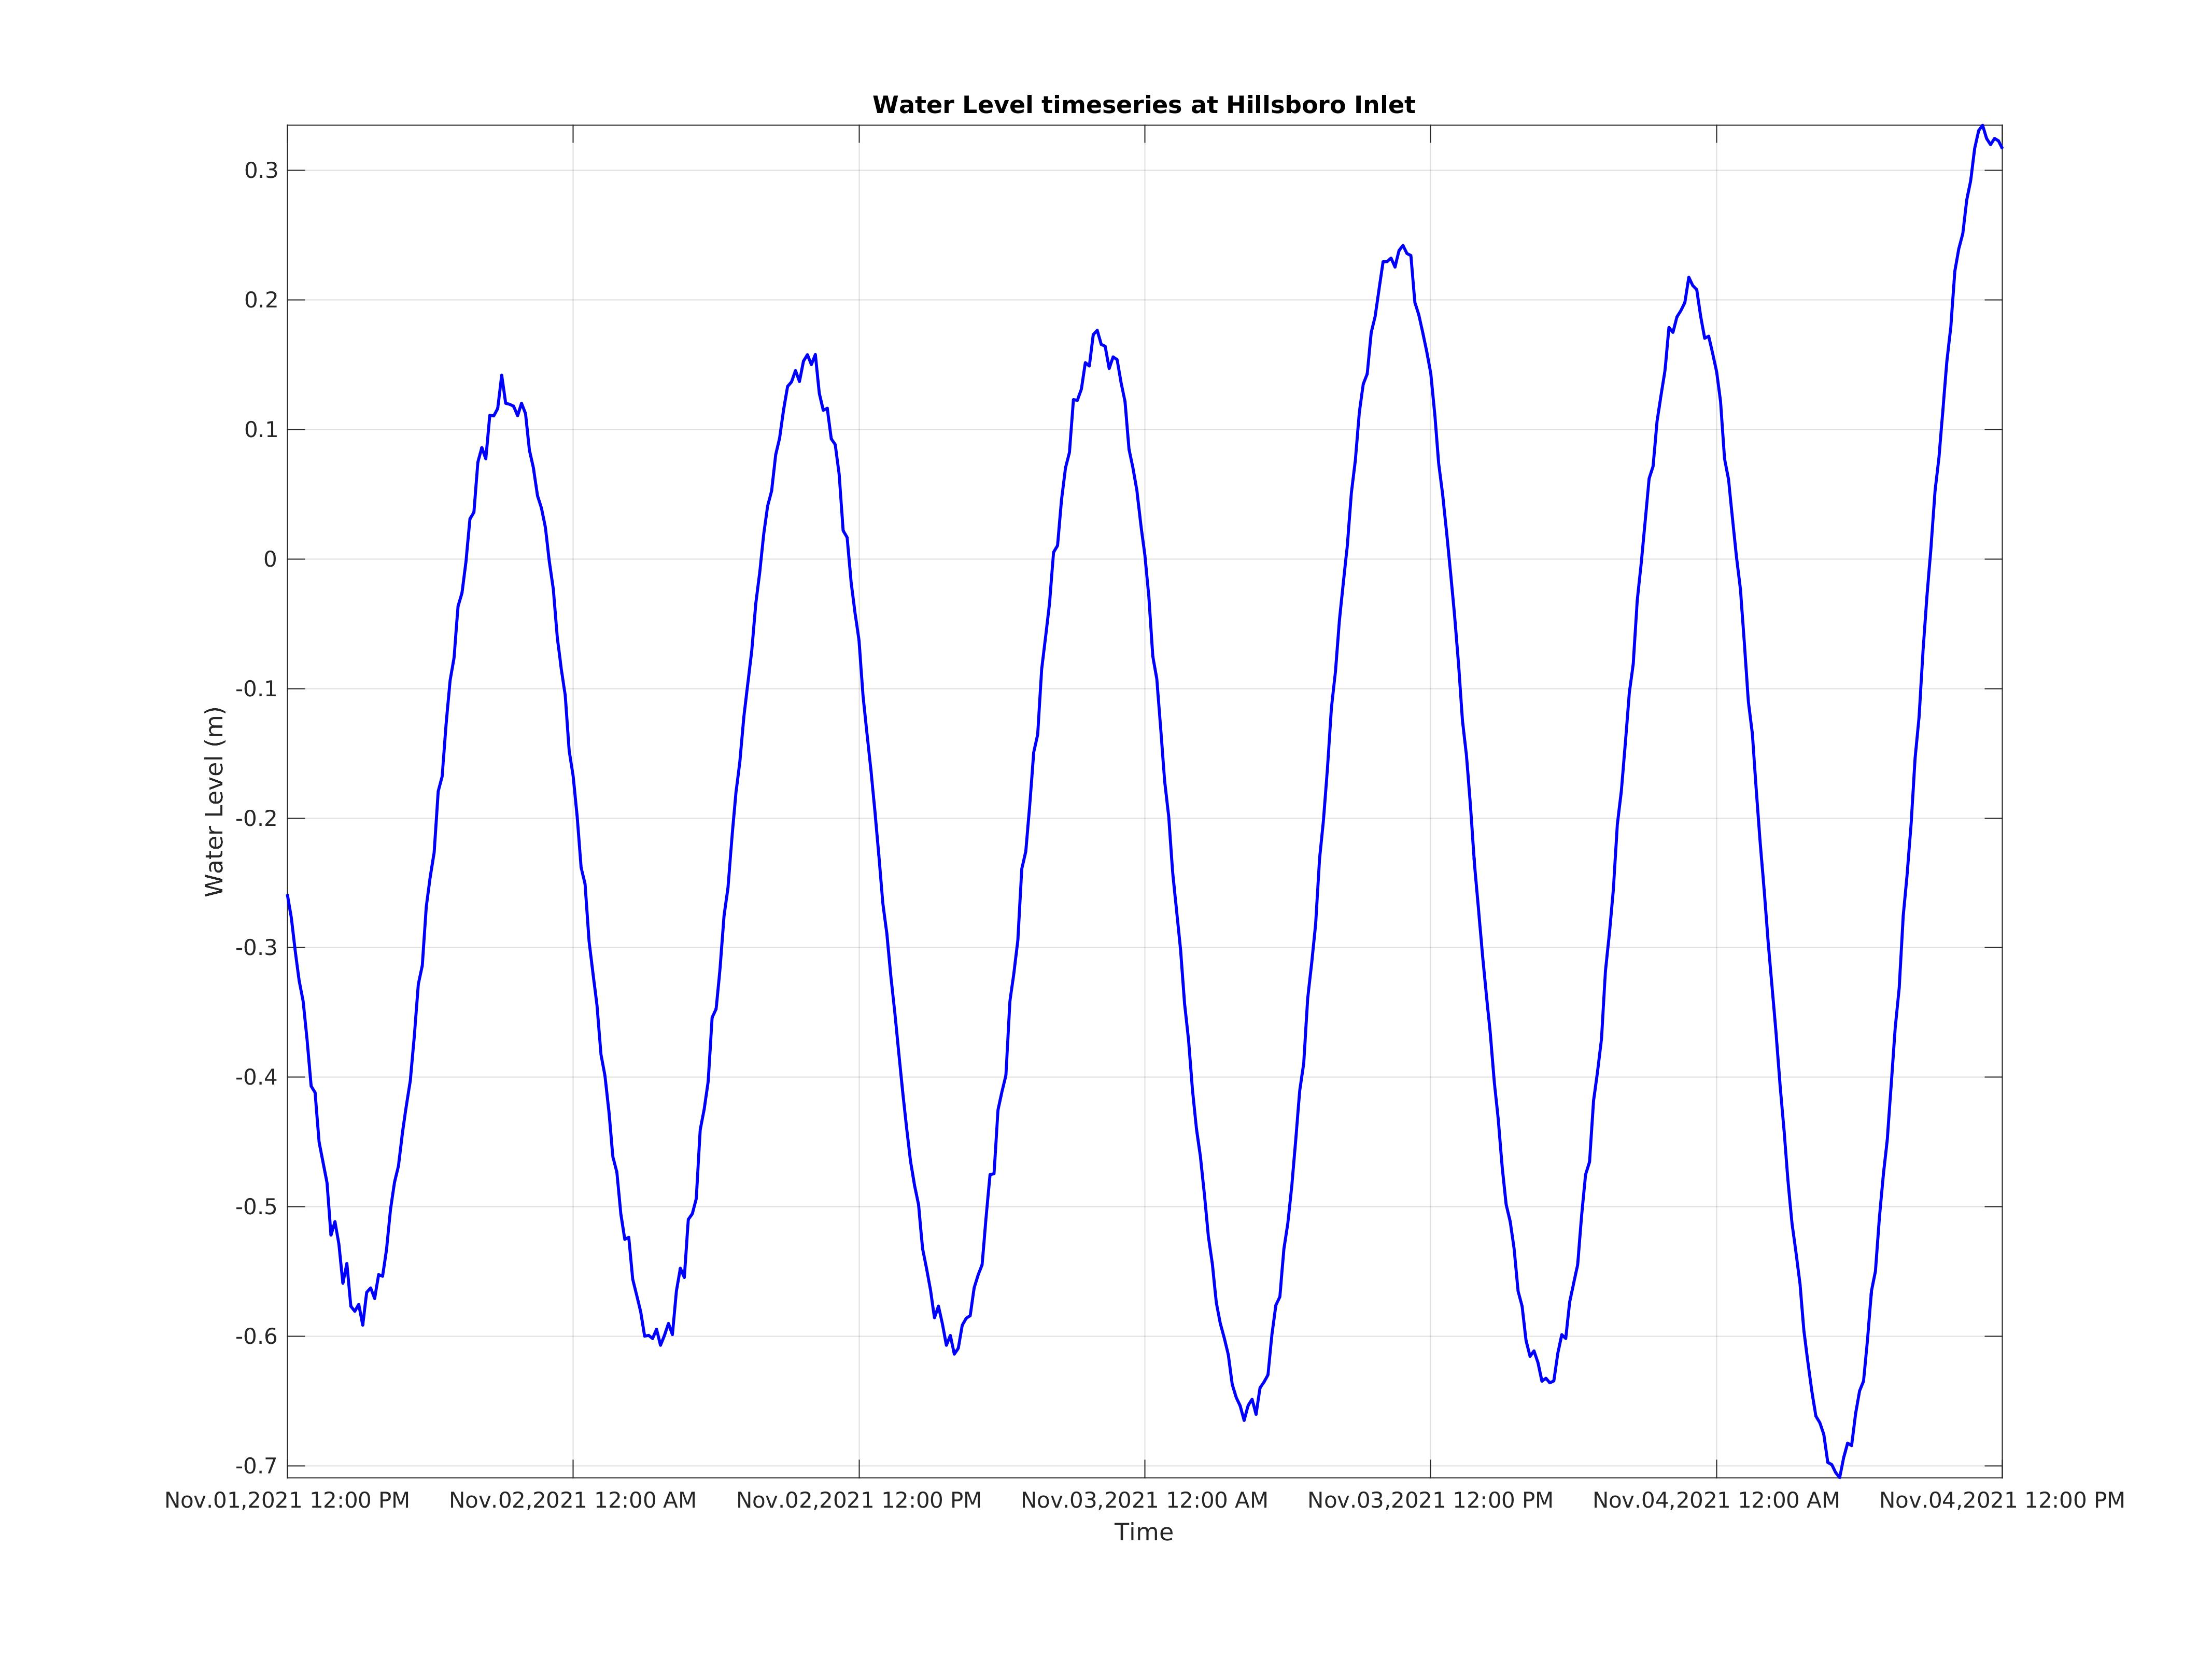 Water Level timeseries at Hillsboro Inlet
0.3
0.2
0.1
0
-0.1
-0.2
-0.3
-0.4
-0.5
-0.6
-0.7
Water Level (m)
Nov.01,2021 12:00 PM
Nov.02,2021 12:00 AM
Nov.02,2021 12:00 PM
Nov.03,2021 12:00 AM
Nov.03,2021 12:00 PM
Nov.04,2021 12:00 AM
Nov.04,2021 12:00 PM
Time